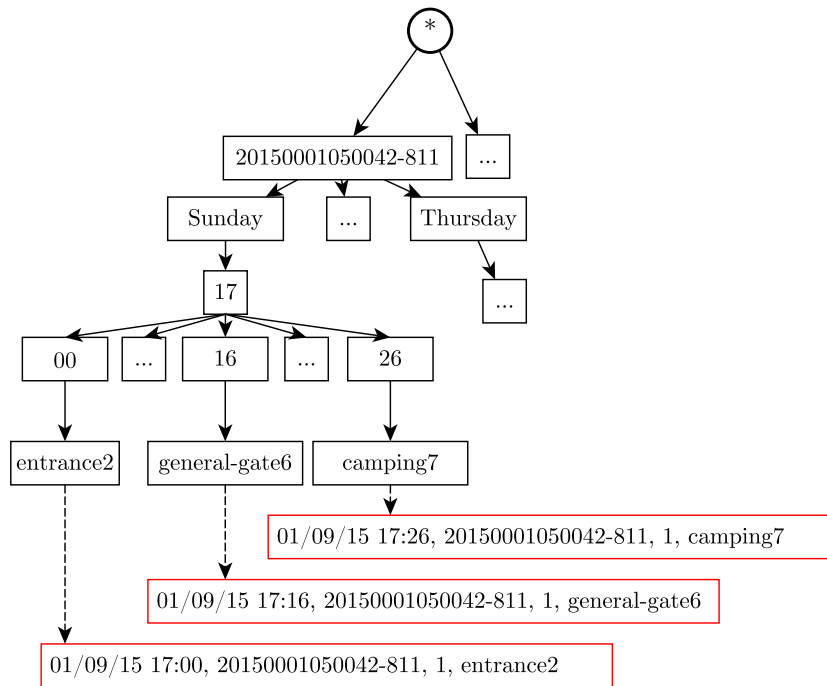 *
20150001050042-811
...
Sunday
...
Thursday
17
...
00
...
16
...
26
entrance2
general-gate6
camping7
01/09/15 17:26, 20150001050042-811, 1, camping7
01/09/15 17:16, 20150001050042-811, 1, general-gate6
01/09/15 17:00, 20150001050042-811, 1, entrance2